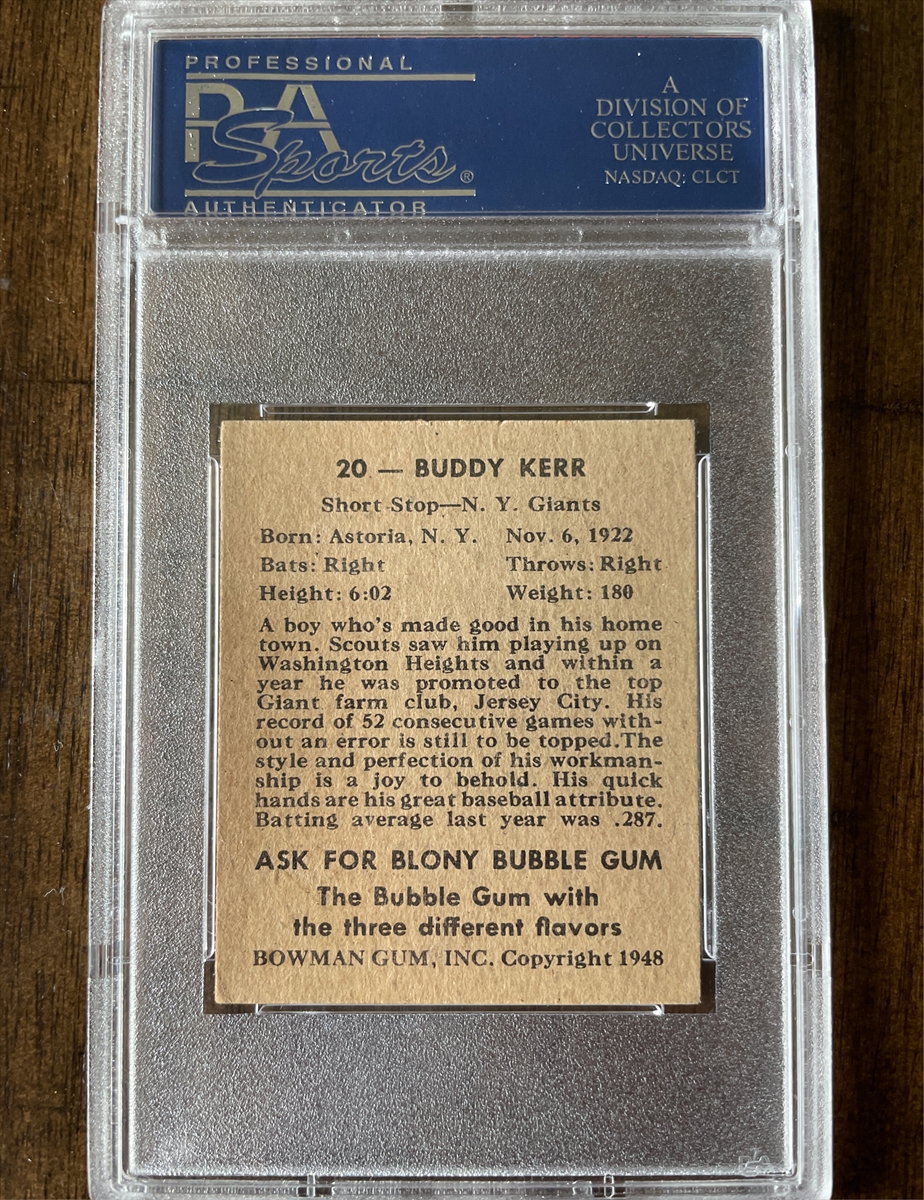 PROFESSIONAL
PSA
Sports®
AUTHENTICATOR
A
DIVISION OF
COLLECTORS
UNIVERSE
NASDAQ: CLCT
20 — BUDDY KERR
Short Stop—N. Y. Giants
Born: Astoria, N. Y. Nov. 6, 1922
Bats: Right Throws: Right
Height: 6:02 Weight: 180
A boy who's made good in his home
town. Scouts saw him playing up on
Washington Heights and within a
year he was promoted to the top
Giant farm club, Jersey City. His
record of 52 consecutive games with-
out an error is still to be topped.The
style and perfection of his workman-
ship is a joy to behold. His quick
hands are his great baseball attribute.
Batting average last year was .287.
ASK FOR BLONY BUBBLE GUM
The Bubble Gum with
the three different flavors
BOWMAN GUM, INC. Copyright 1948